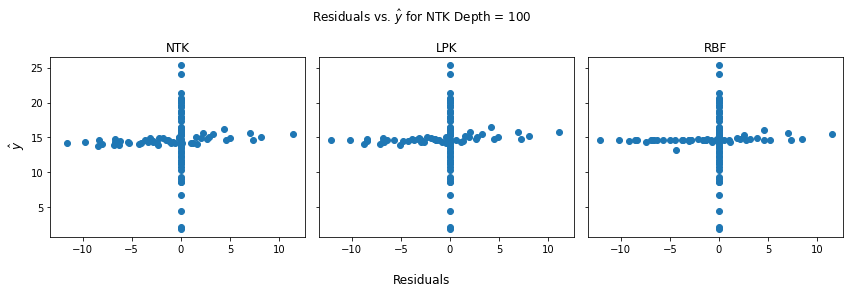 Residuals vs. ŷ for NTK Depth = 100
NTK
LPK
RBF
25
20
15
10
5
ŷ
−10 −5 0 5 10
−10 −5 0 5 10
−10 −5 0 5 10
Residuals